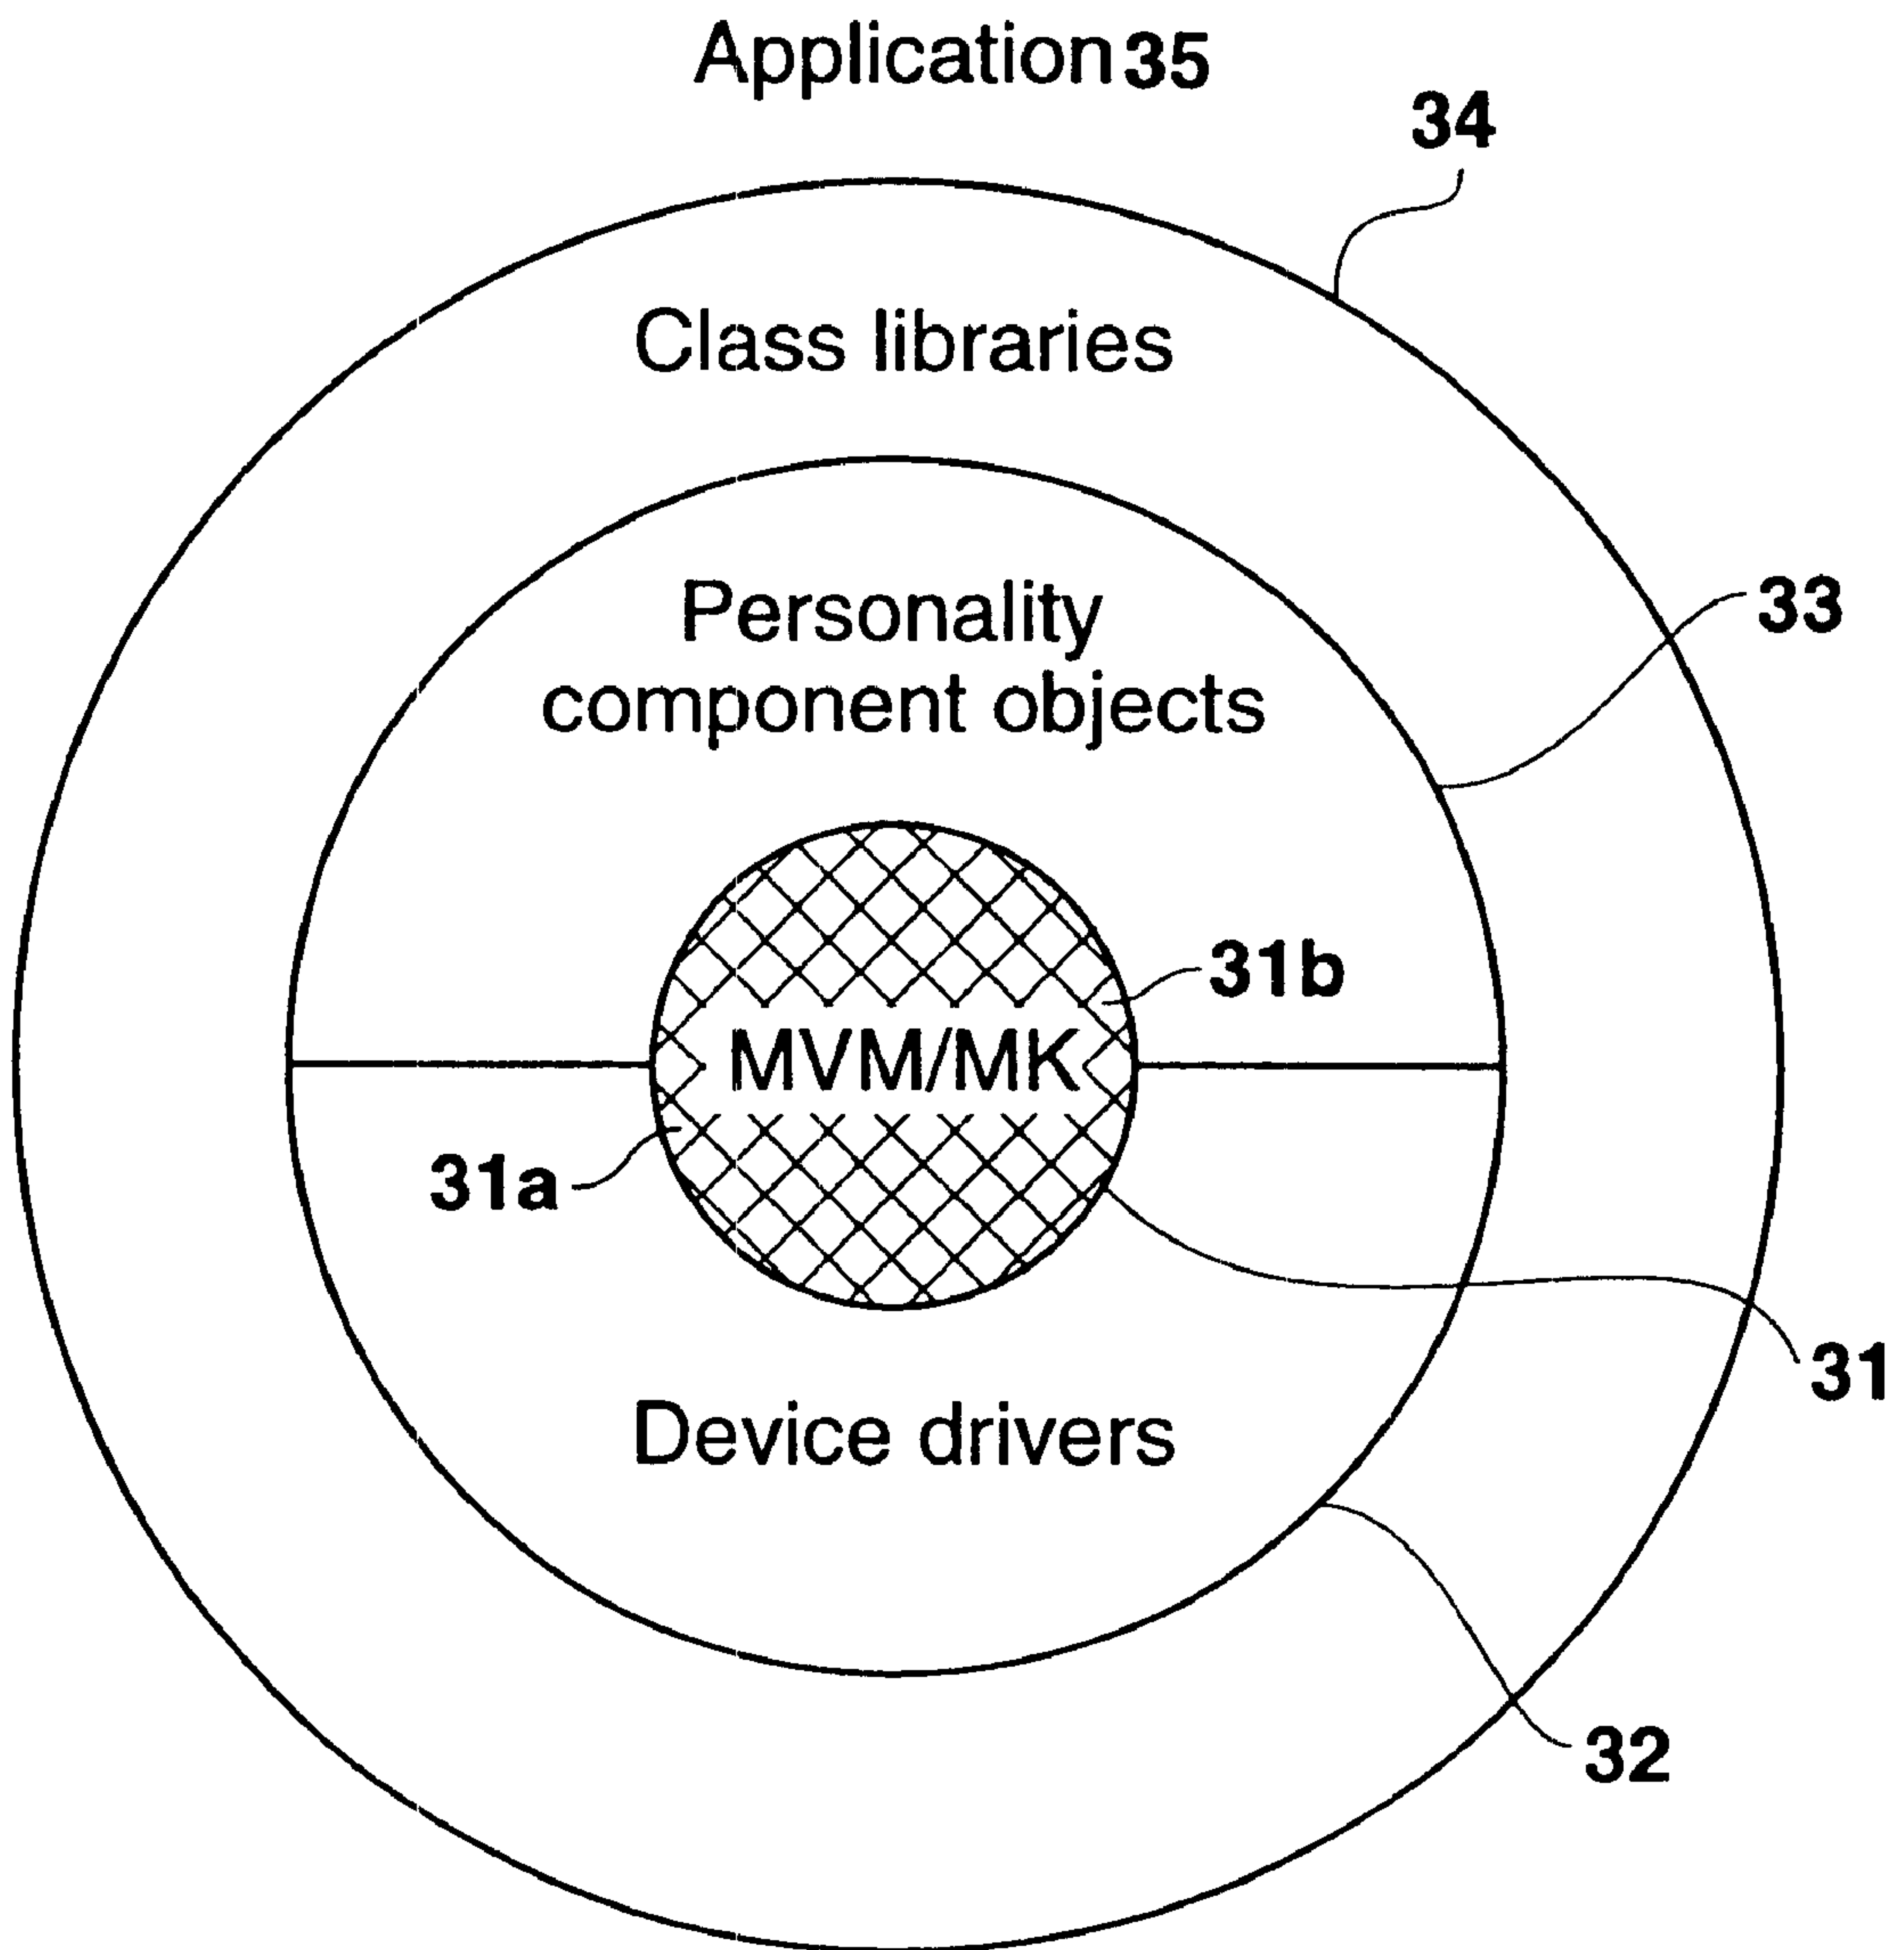 Application 35
34
Class libraries
33
Personality
component objects
31b
MVM/MK
31a
31
Device drivers
32